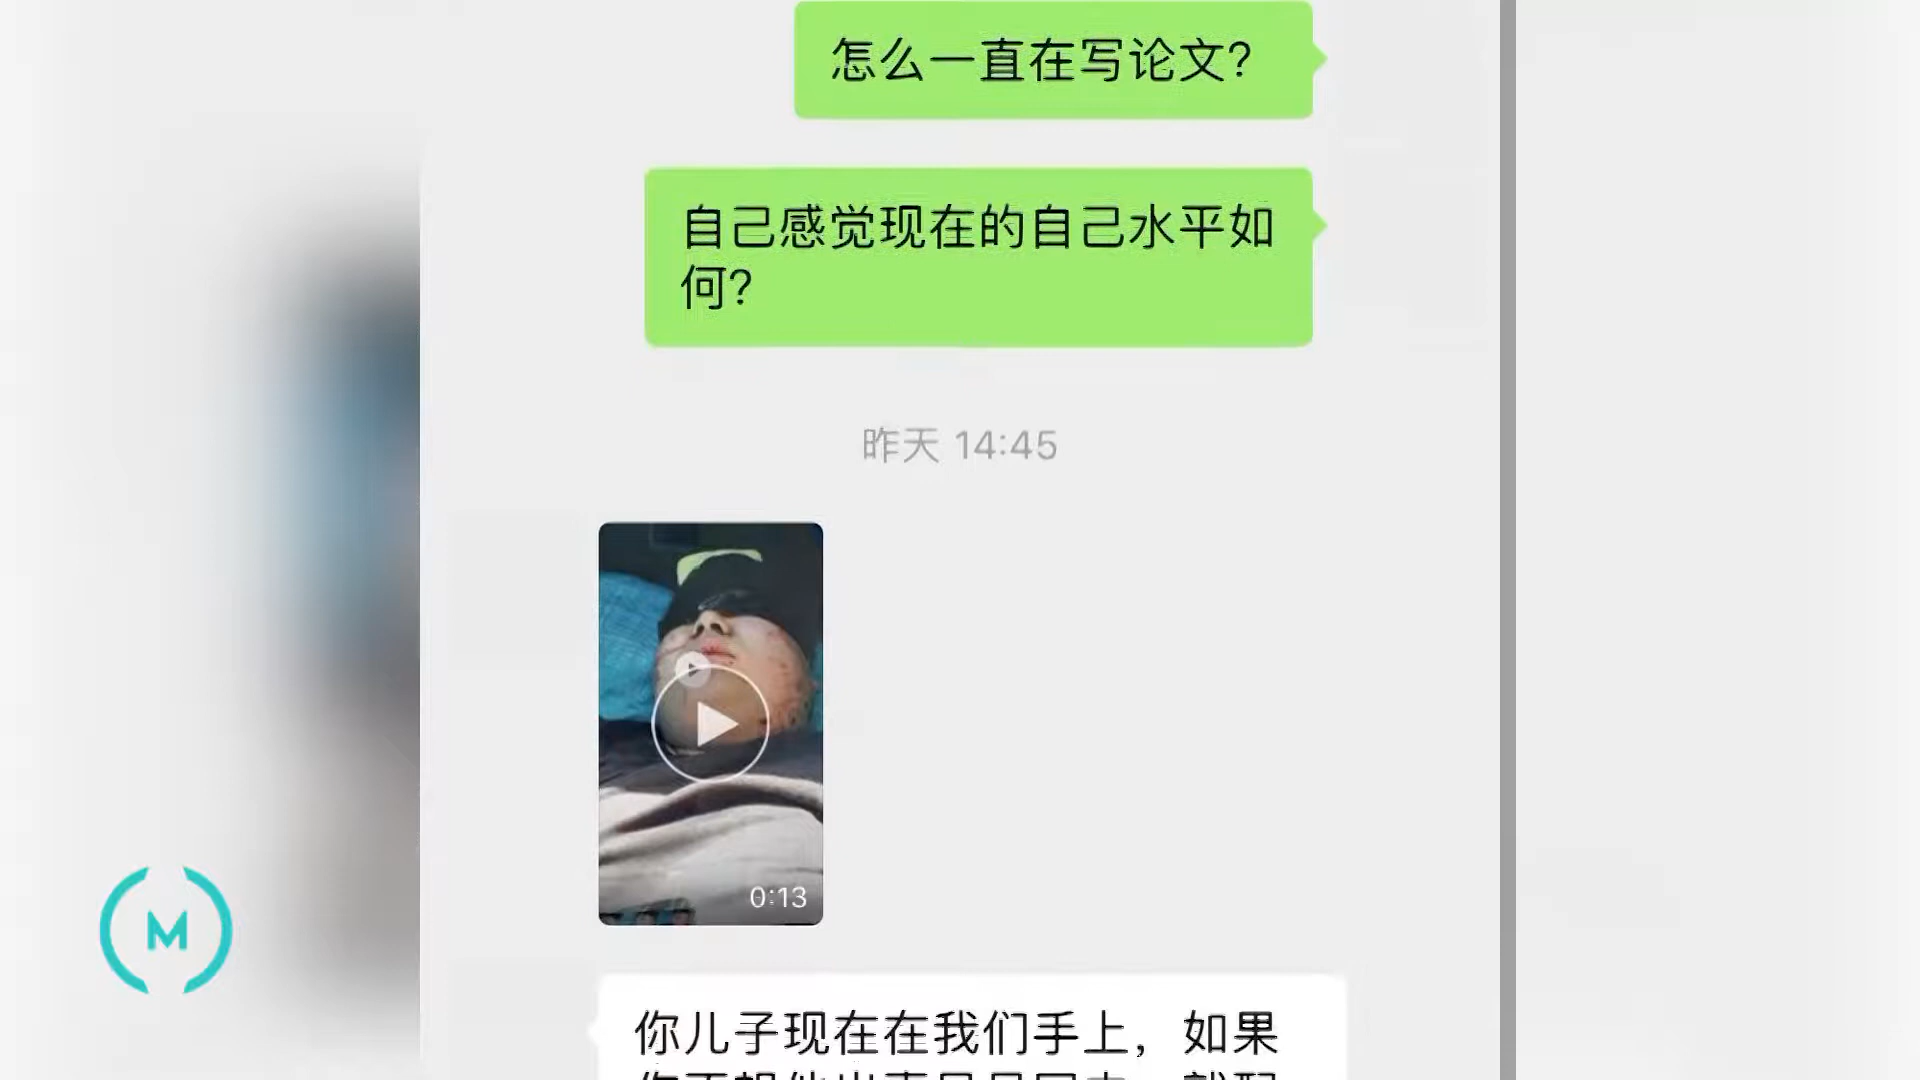 怎么一直在写论文?
自己感觉现在的自己水平如
何?
昨天 14:45
0:13
你儿子现在在我们手上，如果
M